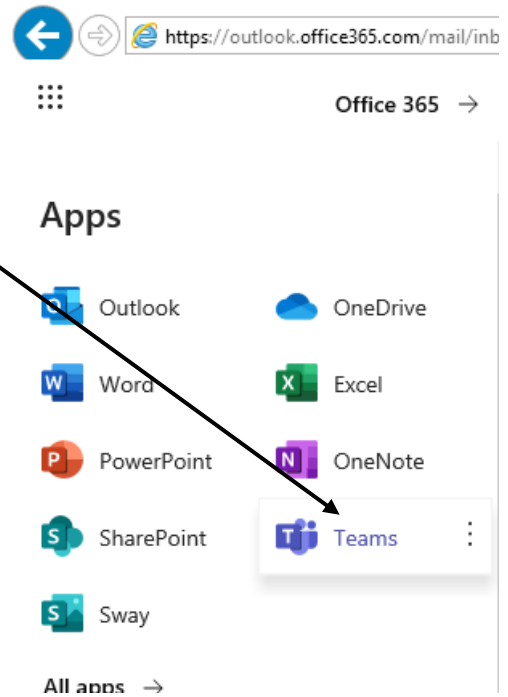 https://outlook.office365.com/mail/inb
Office 365 →
Apps
Outlook OneDrive
Word Excel
PowerPoint OneNote
SharePoint Teams
Sway
All apps →